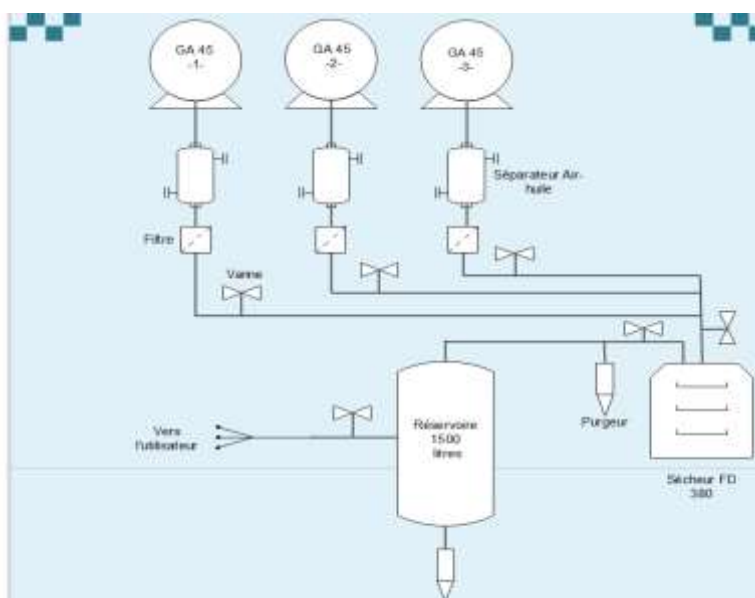 GA 45
-1-
GA 45
-2-
GA 45
-3-
Séparateur Air-
huile
Filtre
Vanne
Vers
l'utilisateur
Réservoire
1500
litres
Purgeur
Sécheur FD
380